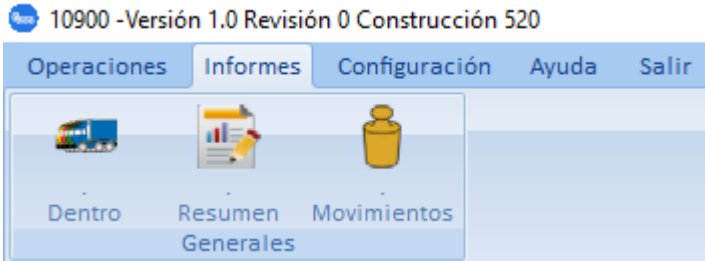 10900 -Versión 1.0 Revisión 0 Construcción 520
Operaciones Informes Configuración Ayuda Salir
Dentro Resumen Movimientos
Generales